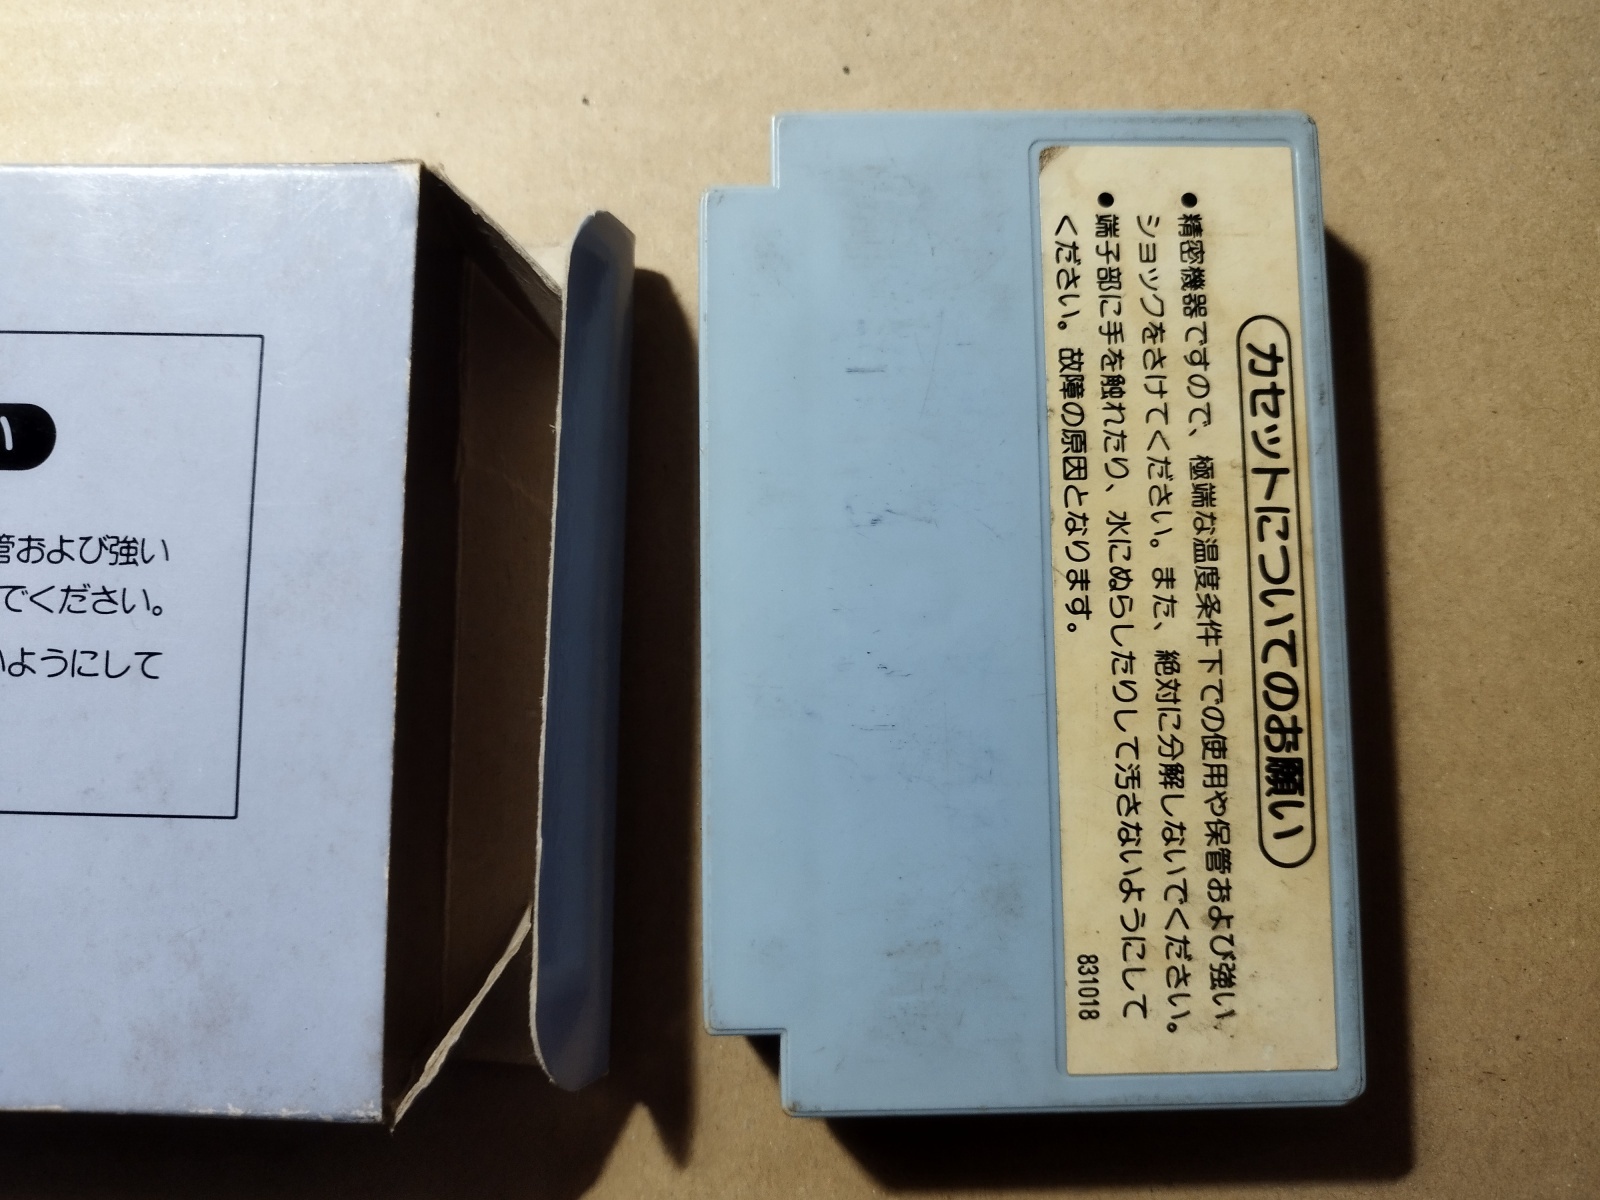 い
管および強い
でください。
いようにして
カセットについてのお願い
●精密機器ですので、極端な温度条件下での使用や保管および強い
ショックをさけてください。また、絶対に分解しないでください。
●端子部に手を触れたり、水にぬらしたりして汚さないようにして
ください。故障の原因となります。
831018